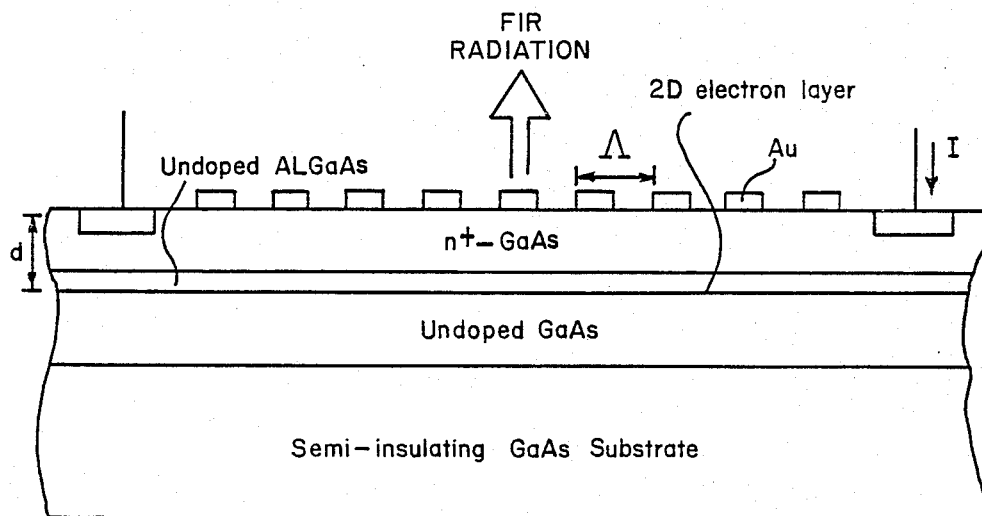 FIR
RADIATION
2D electron layer
Undoped ALGaAs
Λ
Au
I
d
n+-GaAs
Undoped GaAs
Semi-insulating GaAs Substrate